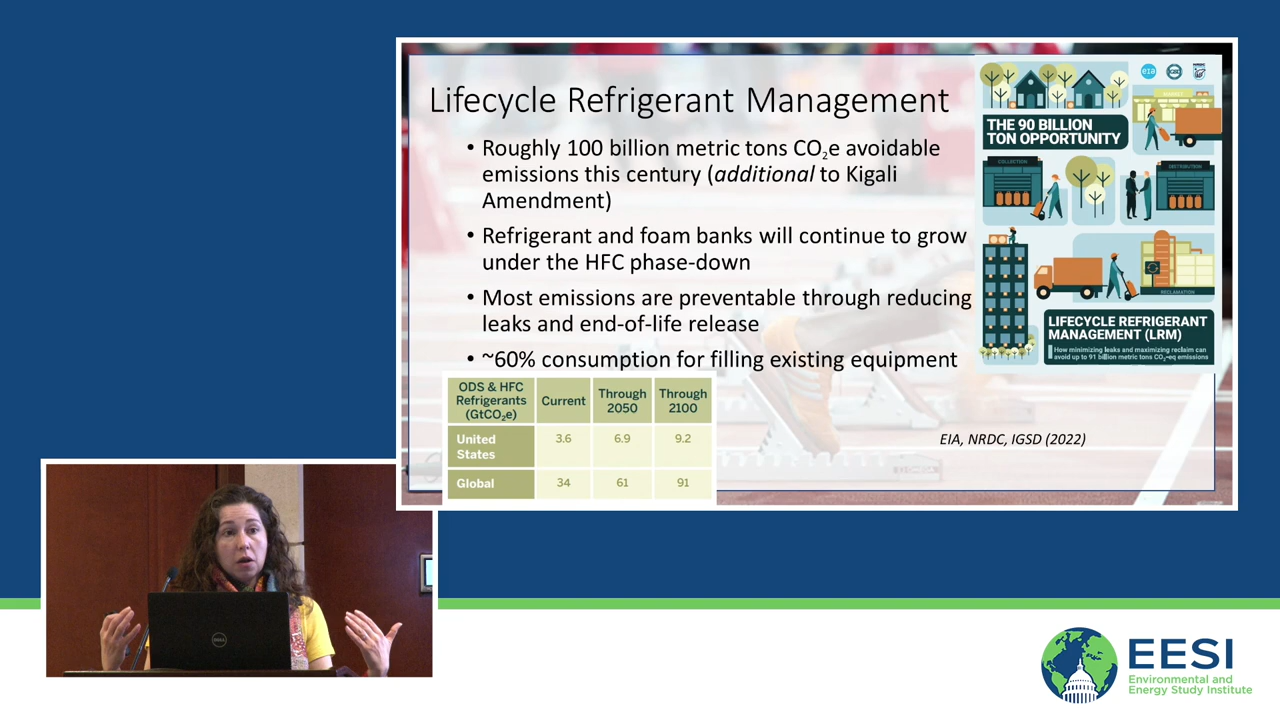 Lifecycle Refrigerant Management
• Roughly 100 billion metric tons CO₂e avoidable
emissions this century (additional to Kigali
Amendment)
• Refrigerant and foam banks will continue to grow
under the HFC phase-down
• Most emissions are preventable through reducing
leaks and end-of-life release
• ~60% consumption for filling existing equipment
ODS & HFC Refrigerants (GtCO₂e) Current Through 2050 Through 2100
United States 3.6 6.9 9.2
Global 34 61 91
EIA, NRDC, IGSD (2022)
eia
MARKET
THE 90 BILLION
TON OPPORTUNITY
COLLECTION
DISTRIBUTION
RECLAMATION
LIFECYCLE REFRIGERANT
MANAGEMENT (LRM)
How minimizing leaks and maximizing reclaim can
avoid up to 91 billion metric tons CO₂-eq emissions
DELL
EESI
Environmental and
Energy Study Institute